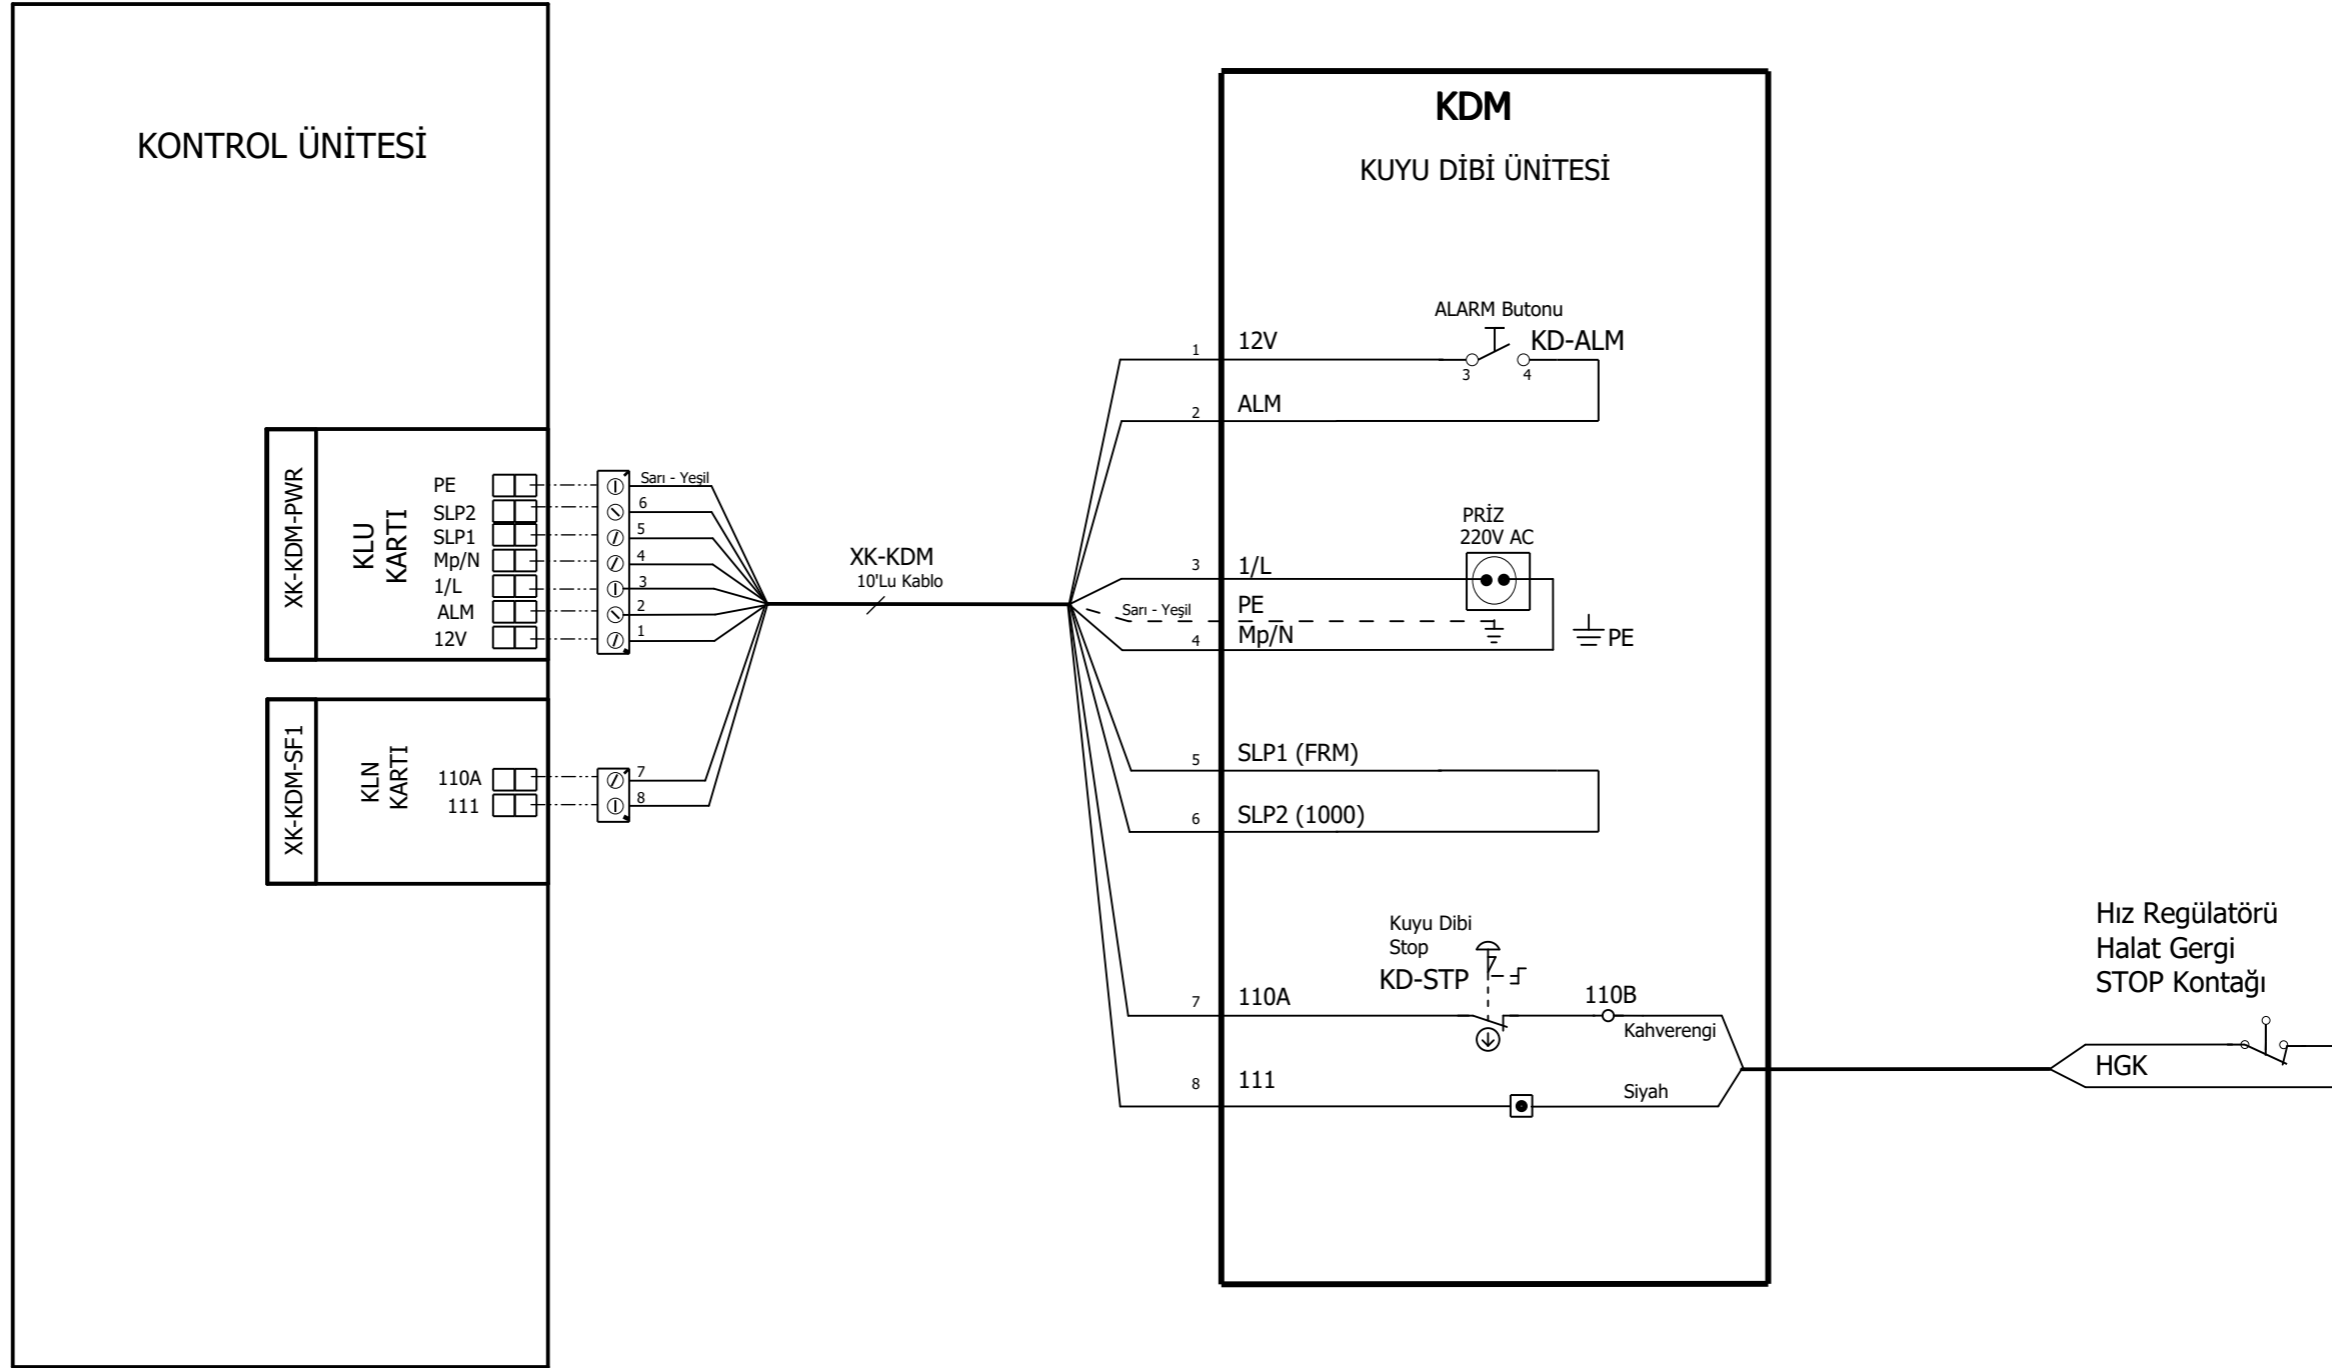 KONTROL ÜNİTESİ
XK-KDM-PWR
KLU
KARTI
PE
SLP2
SLP1
Mp/N
1/L
ALM
12V
Sarı - Yeşil
6
5
4
3
2
1
XK-KDM-SF1
KLN
KARTI
110A
111
7
8
XK-KDM
10'Lu Kablo
KDM
KUYU DİBİ ÜNİTESİ
ALARM Butonu
KD-ALM
3
4
1
12V
2
ALM
PRİZ
220V AC
3
1/L
Sarı - Yeşil
PE
4
Mp/N
PE
5
SLP1 (FRM)
6
SLP2 (1000)
Kuyu Dibi
Stop
KD-STP
7
110A
110B
Kahverengi
8
111
Siyah
Hız Regülatörü
Halat Gergi
STOP Kontağı
HGK